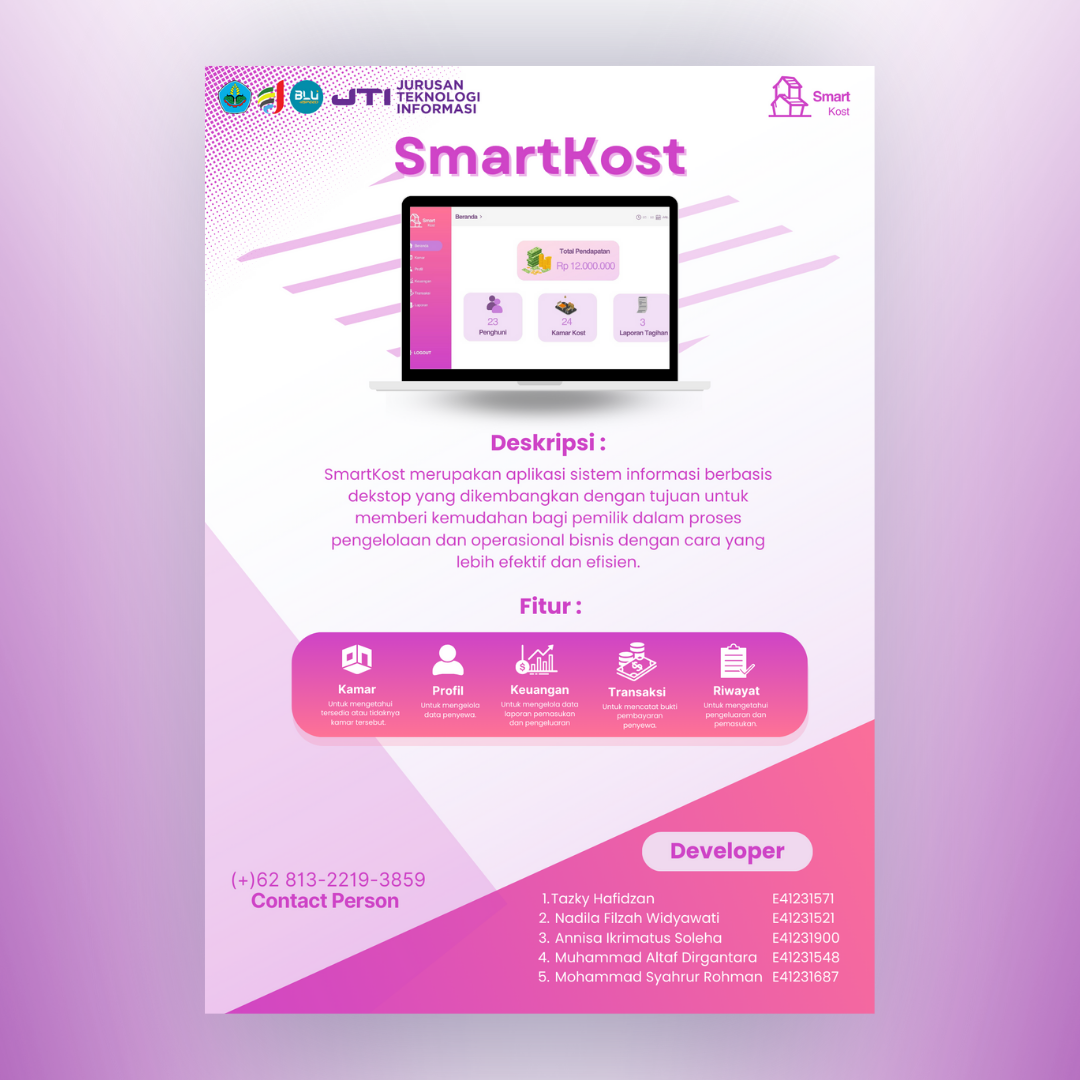 BLU
JTI
JURUSAN
TEKNOLOGI
INFORMASI
Smart
Kost
SmartKost
Smart
Beranda
Total Pendapatan
Rp 12.000.000
23
Penghuni
24
Kamar Kost
3
Laporan Tagihan
LOGOUT
Deskripsi :
SmartKost merupakan aplikasi sistem informasi berbasis
dekstop yang dikembangkan dengan tujuan untuk
memberi kemudahan bagi pemilik dalam proses
pengelolaan dan operasional bisnis dengan cara yang
lebih efektif dan efisien.
Fitur :
Kamar
Untuk mengetahui
tersedia atau tidaknya
kamar tersebut.
Profil
Untuk mengelola
data penyewa.
Keuangan
Untuk mengelola data
laporan pemasukan
dan pengeluaran
Transaksi
Untuk mencatat bukti
pembayaran
penyewa.
Riwayat
Untuk mengetahui
pengeluaran dan
pemasukan.
Developer
1.Tazky Hafidzan E41231571
2. Nadila Filzah Widyawati E41231521
3. Annisa Ikrimatus Soleha E41231900
4. Muhammad Altaf Dirgantara E41231548
5. Mohammad Syahrur Rohman E41231687
(+)62 813-2219-3859
Contact Person